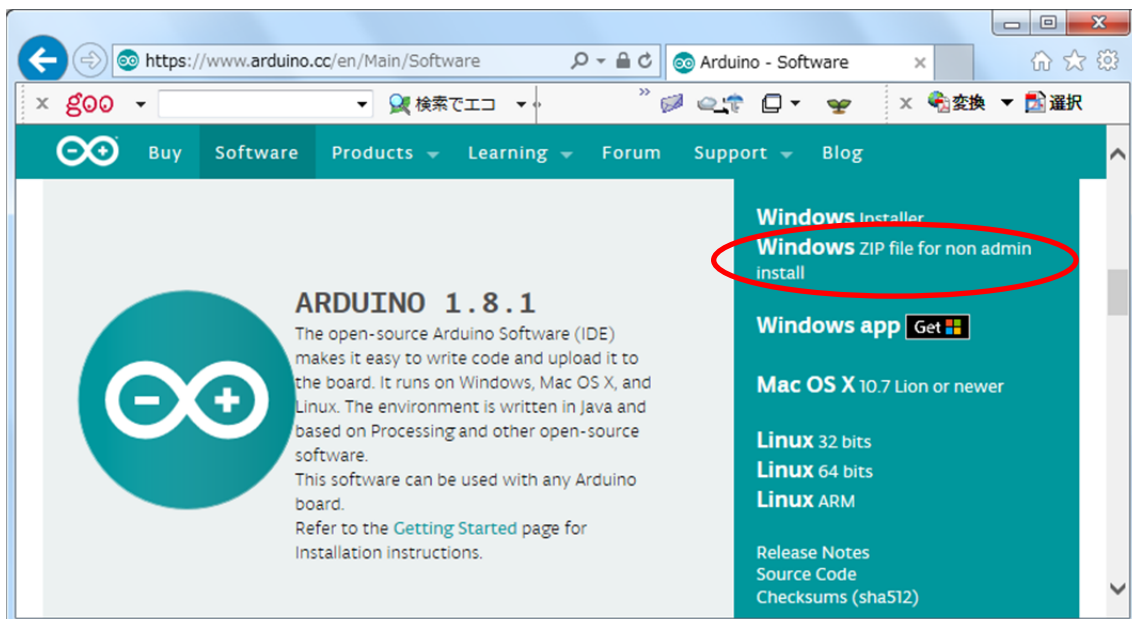 https://www.arduino.cc/en/Main/Software
Arduino - Software
goo
検索でエコ
変換
選択
Buy Software Products Learning Forum Support Blog
Windows Installer
Windows ZIP file for non admin
install
Windows app Get
Mac OS X 10.7 Lion or newer
Linux 32 bits
Linux 64 bits
Linux ARM
Release Notes
Source Code
Checksums (sha512)
ARDUINO 1.8.1
The open-source Arduino Software (IDE)
makes it easy to write code and upload it to
the board. It runs on Windows, Mac OS X, and
Linux. The environment is written in Java and
based on Processing and other open-source
software.
This software can be used with any Arduino
board.
Refer to the Getting Started page for
Installation instructions.